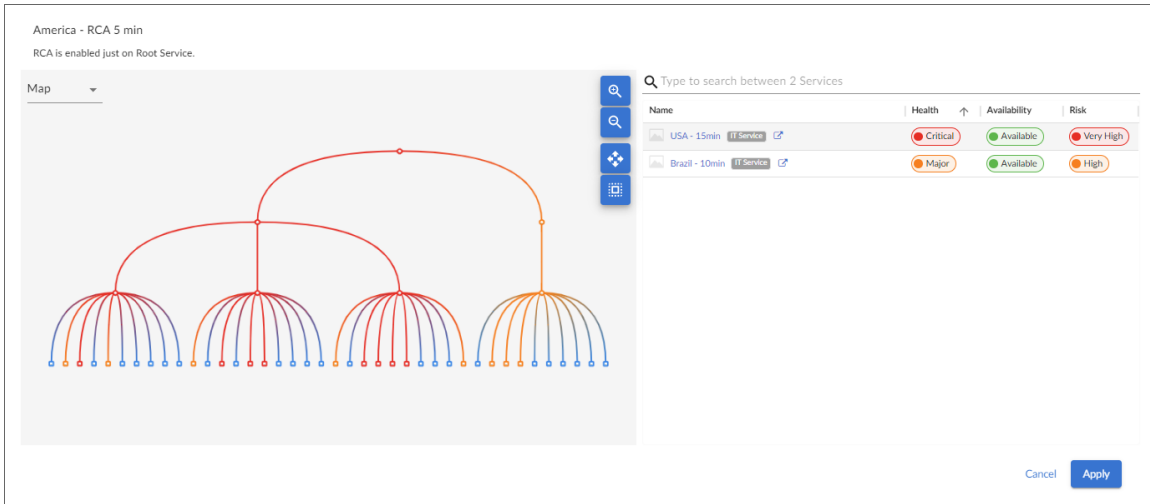 America - RCA 5 min
RCA is enabled just on Root Service.
Map
Type to search between 2 Services
Name Health Availability Risk
USA - 15min IT Service Critical Available Very High
Brazil - 10min IT Service Major Available High
Cancel Apply